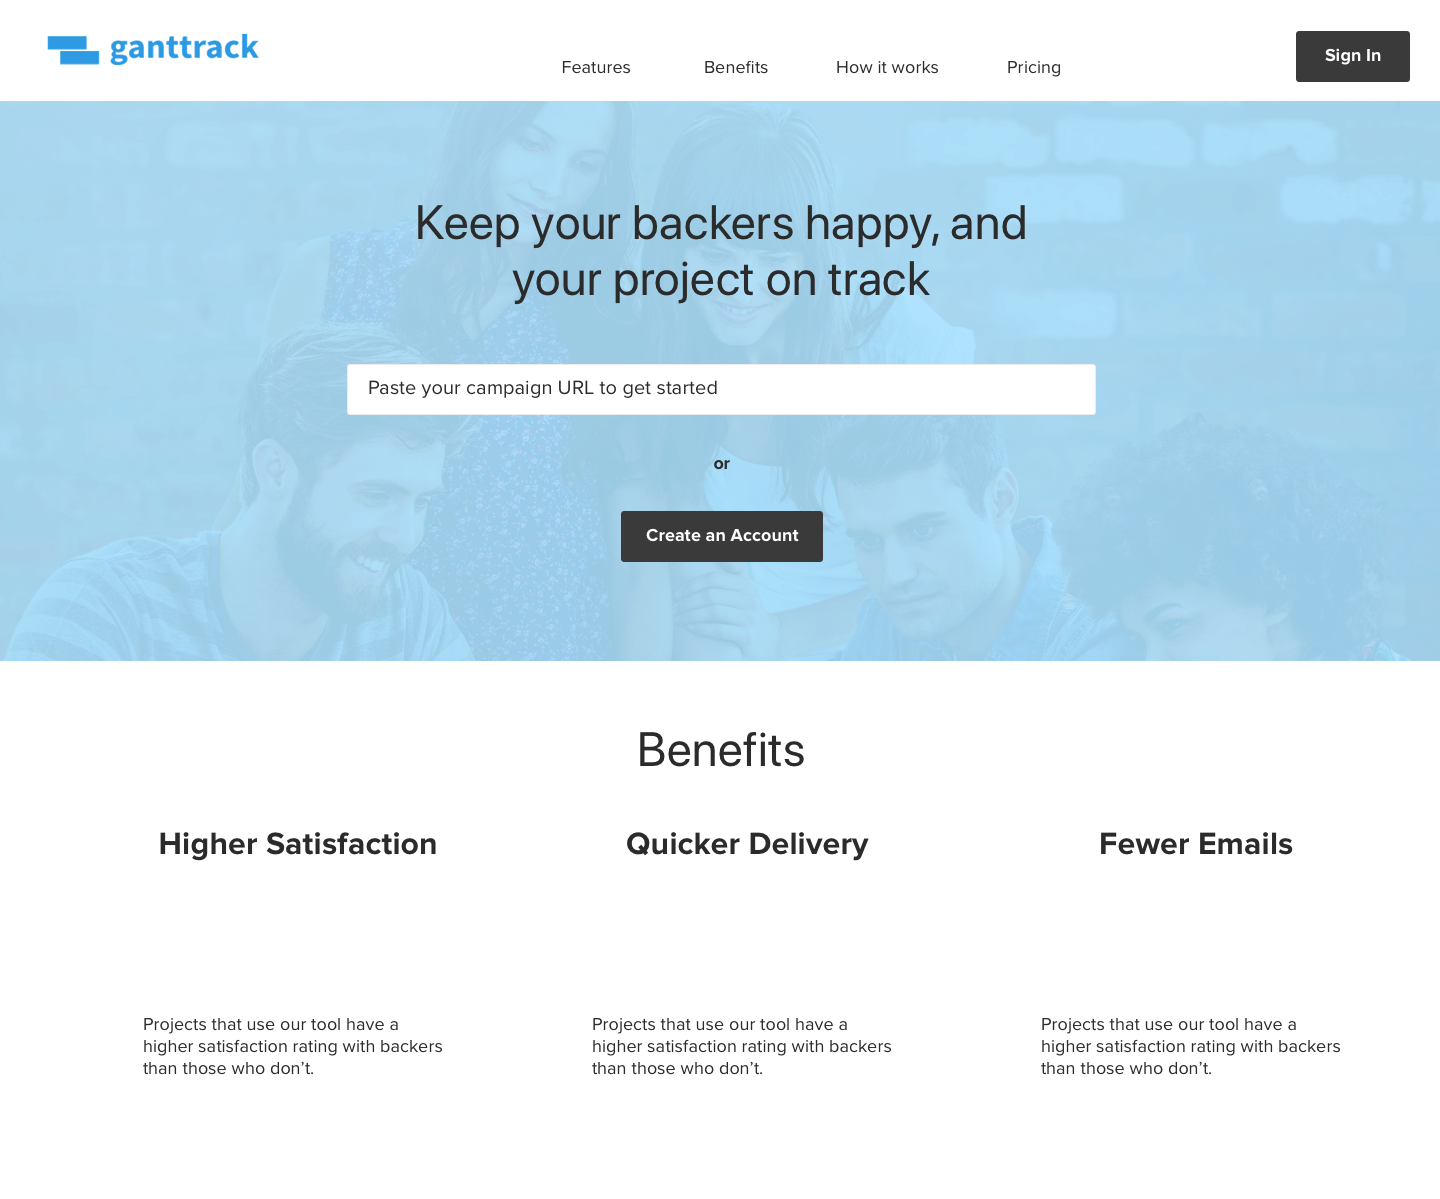 ganttrack
Features
Benefits
How it works
Pricing
Sign In
Keep your backers happy, and
your project on track
Paste your campaign URL to get started
or
Create an Account
Benefits
Higher Satisfaction
Projects that use our tool have a
higher satisfaction rating with backers
than those who don’t.
Quicker Delivery
Projects that use our tool have a
higher satisfaction rating with backers
than those who don’t.
Fewer Emails
Projects that use our tool have a
higher satisfaction rating with backers
than those who don’t.